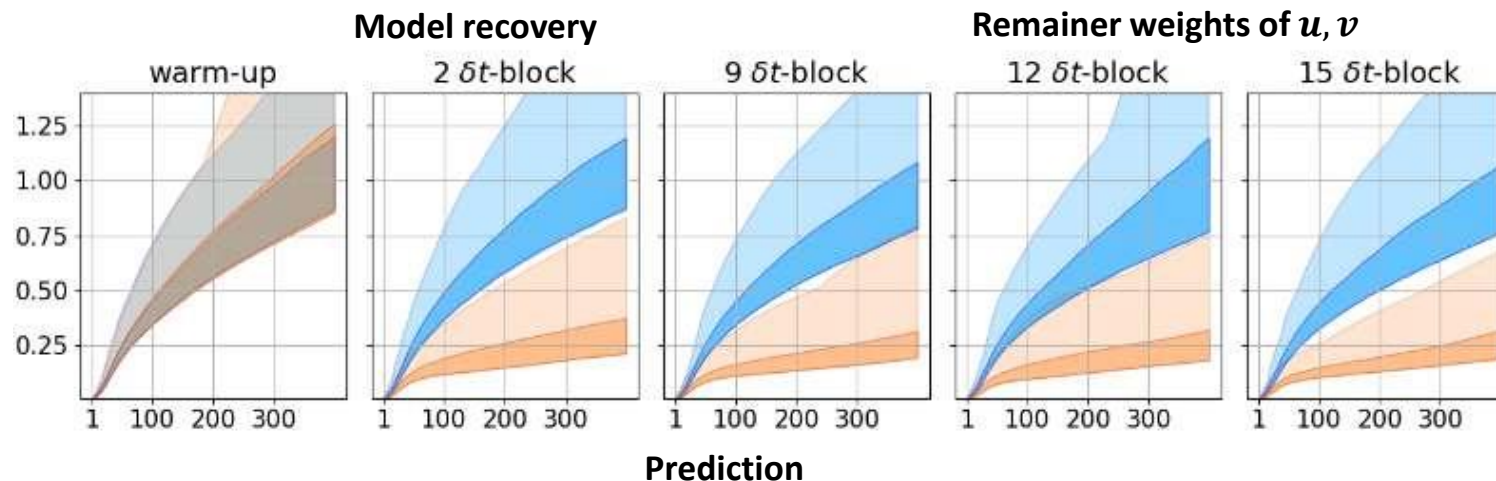 Model recovery Remainer weights of u, v
warm-up 2 δt-block 9 δt-block 12 δt-block 15 δt-block
1.25
1.00
0.75
0.50
0.25
1 100 200 300 1 100 200 300 1 100 200 300 1 100 200 300 1 100 200 300
Prediction